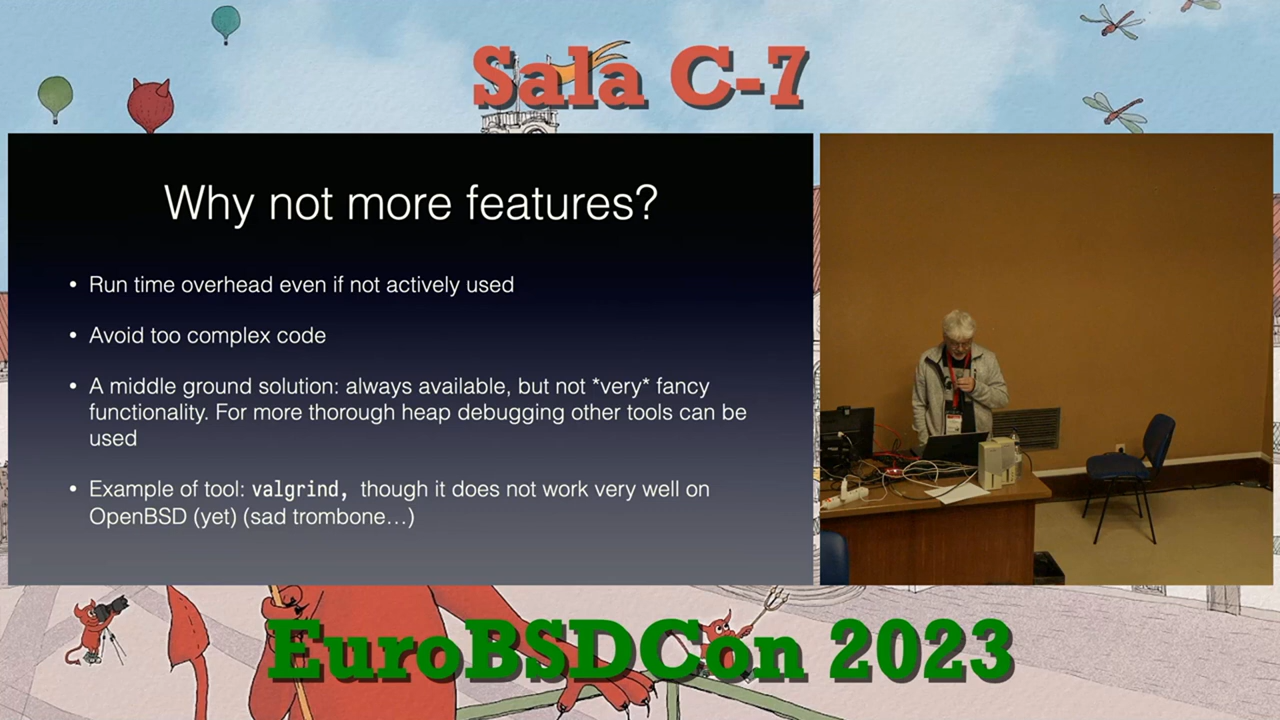 Sala C-7
Why not more features?
• Run time overhead even if not actively used
• Avoid too complex code
• A middle ground solution: always available, but not *very* fancy
functionality. For more thorough heap debugging other tools can be
used
• Example of tool: valgrind, though it does not work very well on
OpenBSD (yet) (sad trombone…)
EuroBSDCon 2023